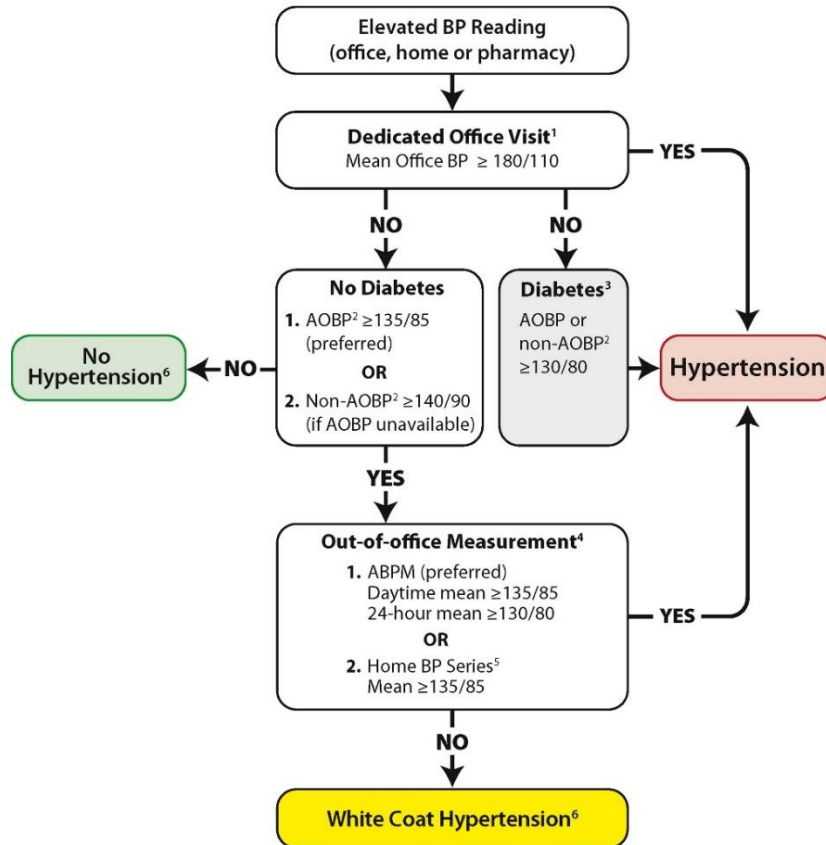 Elevated BP Reading
(office, home or pharmacy)
Dedicated Office Visit¹
Mean Office BP ≥ 180/110
YES
NO
NO
No Diabetes
1. AOBP² ≥135/85
(preferred)
OR
2. Non-AOBP² ≥140/90
(if AOBP unavailable)
Diabetes³
AOBP or
non-AOBP²
≥130/80
Hypertension
NO
No
Hypertension⁶
YES
Out-of-office Measurement⁴
1. ABPM (preferred)
Daytime mean ≥135/85
24-hour mean ≥130/80
OR
2. Home BP Series⁵
Mean ≥135/85
YES
NO
White Coat Hypertension⁶